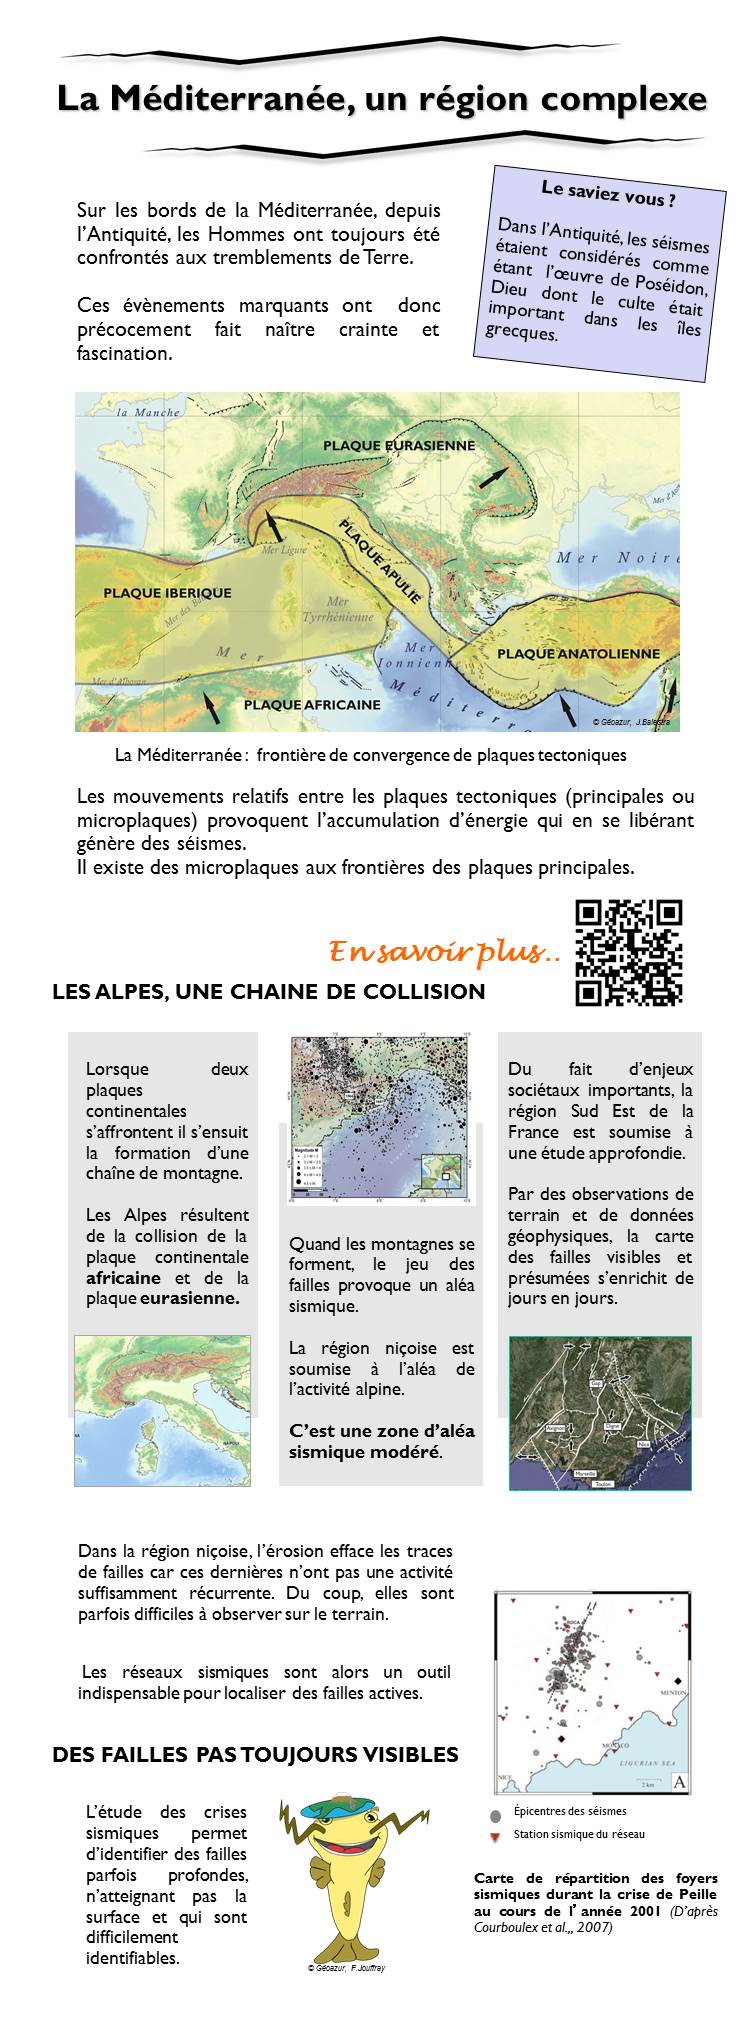 La Méditerranée, un région complexe
Sur les bords de la Méditerranée, depuis
l'Antiquité, les Hommes ont toujours été
confrontés aux tremblements de Terre.
Ces évènements marquants ont donc
précocement fait naître crainte et
fascination.
Le saviez vous ?
Dans l'Antiquité, les séismes
étaient considérés comme
étant l'œuvre de Poséidon,
Dieu dont le culte était
important dans les îles
grecques.
la Manche
PLAQUE EURASIENNE
Mer Ligure
PLAQUE APULIE
Mer Noire
PLAQUE IBERIQUE
Mer des
Mer
Tyrrhénienne
Mer
Mer
Ionnienne
PLAQUE ANATOLIENNE
Mer d'Alboran
PLAQUE AFRICAINE
Méditerra
© Géoazur, J.Balestra
La Méditerranée : frontière de convergence de plaques tectoniques
Les mouvements relatifs entre les plaques tectoniques (principales ou
microplaques) provoquent l'accumulation d'énergie qui en se libérant
génère des séismes.
Il existe des microplaques aux frontières des plaques principales.
En savoir plus..
LES ALPES, UNE CHAINE DE COLLISION
Lorsque deux
plaques
continentales
s'affrontent il s'ensuit
la formation d'une
chaîne de montagne.
Les Alpes résultent
de la collision de la
plaque continentale
africaine et de la
plaque eurasienne.
NICE
NAPOLI
Magnitude M
Quand les montagnes se
forment, le jeu des
failles provoque un aléa
sismique.
La région niçoise est
soumise à l'aléa de
l'activité alpine.
C'est une zone d'aléa
sismique modéré.
Du fait d'enjeux
sociétaux importants, la
région Sud Est de la
France est soumise à
une étude approfondie.
Par des observations de
terrain et de données
géophysiques, la carte
des failles visibles et
présumées s'enrichit de
jours en jours.
Gap
Avignon
Digne
Nice
Marseille
Toulon
Dans la région niçoise, l'érosion efface les traces
de failles car ces dernières n'ont pas une activité
suffisamment récurrente. Du coup, elles sont
parfois difficiles à observer sur le terrain.
Les réseaux sismiques sont alors un outil
indispensable pour localiser des failles actives.
DES FAILLES PAS TOUJOURS VISIBLES
L'étude des crises
sismiques permet
d'identifier des failles
parfois profondes,
n'atteignant pas la
surface et qui sont
difficilement
identifiables.
© Géoazur, F.Jouffray
MENTON
MONACO
LIGURIAN SEA
NICE
2 km
A
Épicentres des séismes
Station sismique du réseau
Carte de répartition des foyers
sismiques durant la crise de Peille
au cours de l'année 2001 (D'après
Courboulex et al.,, 2007)